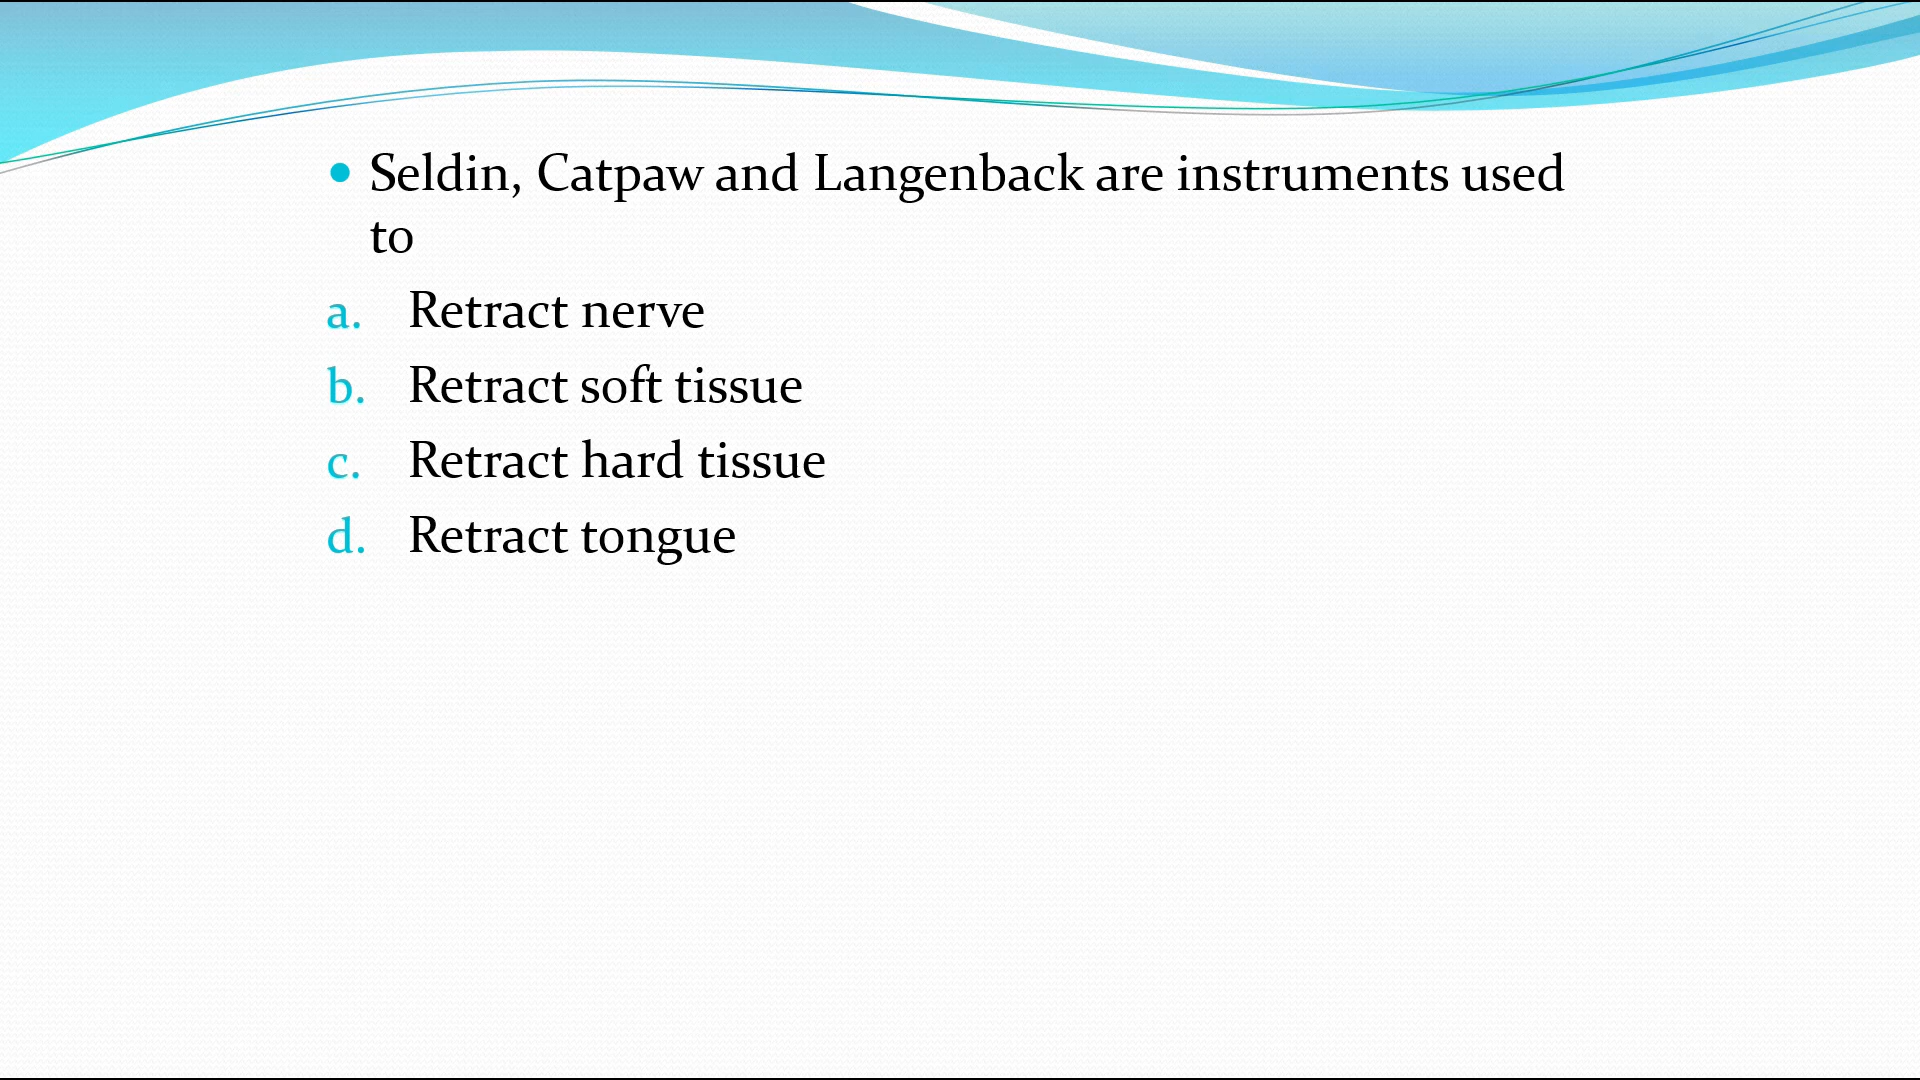 • Seldin, Catpaw and Langenback are instruments used
to
a. Retract nerve
b. Retract soft tissue
c. Retract hard tissue
d. Retract tongue